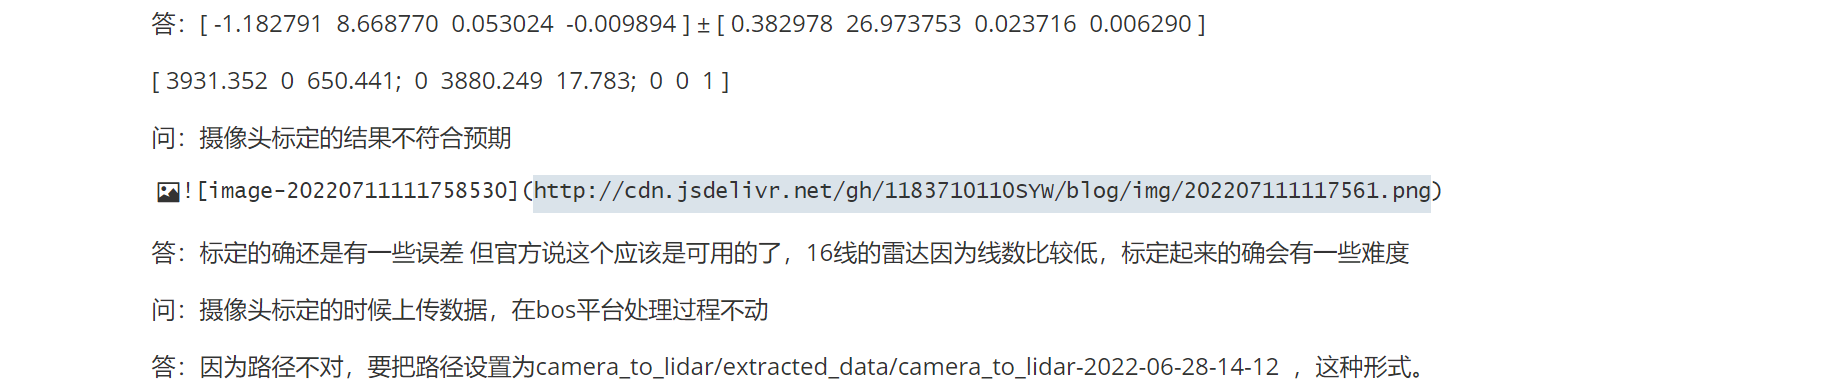 答：[ -1.182791  8.668770  0.053024  -0.009894 ] ± [ 0.382978  26.973753  0.023716  0.006290 ]
[ 3931.352  0  650.441;  0  3880.249  17.783;  0  0  1 ]
问：摄像头标定的结果不符合预期
![image-20220711111758530](http://cdn.jsdelivr.net/gh/1183710110SYW/blog/img/202207111117561.png)
答：标定的确还是有一些误差 但官方说这个应该是可用的了，16线的雷达因为线数比较低，标定起来的确会有一些难度
问：摄像头标定的时候上传数据，在bos平台处理过程不动
答：因为路径不对，要把路径设置为camera_to_lidar/extracted_data/camera_to_lidar-2022-06-28-14-12 ，这种形式。